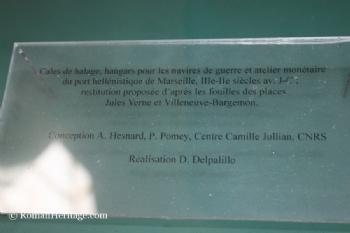 Cales de halage, hangars pour les navires de guerre et atelier monétaire
du port hellénistique de Marseille, IIIe-IIe siècles av.
restitution proposée d'après les fouilles des places
Jules Verne et Villeneuve-Bargemon.
Conception A. Hesnard, P. Pomey, Centre Camille Jullian, CNRS
Realisation D. Delpalillo
© RomanHeritage.com